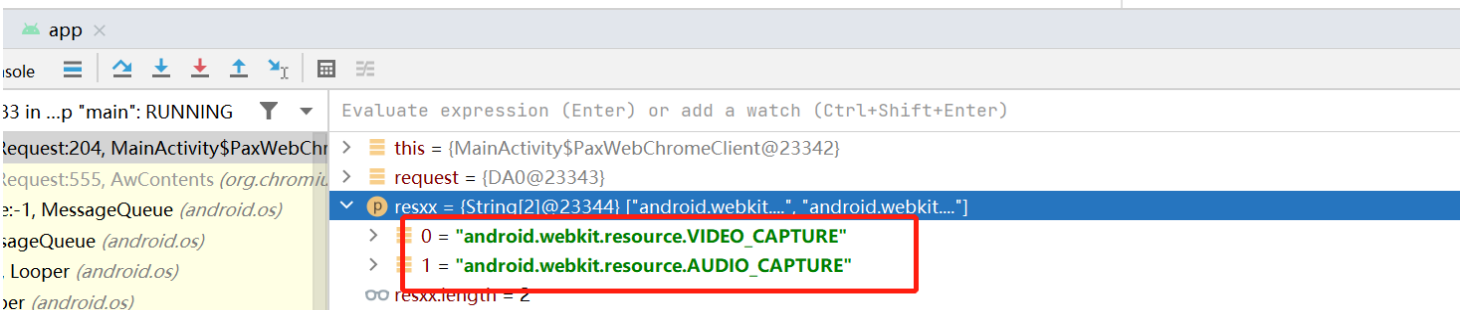 app ×
nsole
33 in ...p "main": RUNNING
Evaluate expression (Enter) or add a watch (Ctrl+Shift+Enter)
Request:204, MainActivity$PaxWebChr
this = {MainActivity$PaxWebChromeClient@23342}
Request:555, AwContents (org.chromiu
request = {DA0@23343}
e:-1, MessageQueue (android.os)
p resxx = {String[2]@23344} ["android.webkit....", "android.webkit...."]
sageQueue (android.os)
0 = "android.webkit.resource.VIDEO_CAPTURE"
, Looper (android.os)
1 = "android.webkit.resource.AUDIO_CAPTURE"
per (android.os)
resxx.length = 2